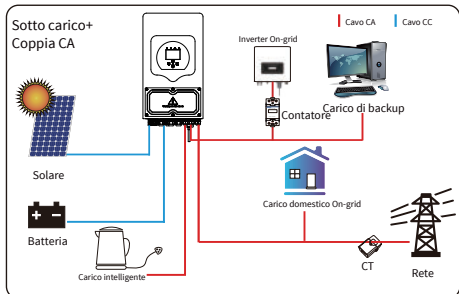 Sotto carico+
Coppia CA
Cavo CA
Cavo CC
Inverter On-grid
Contatore
Carico di backup
Solare
Carico domestico On-grid
Batteria
Carico intelligente
CT
Rete